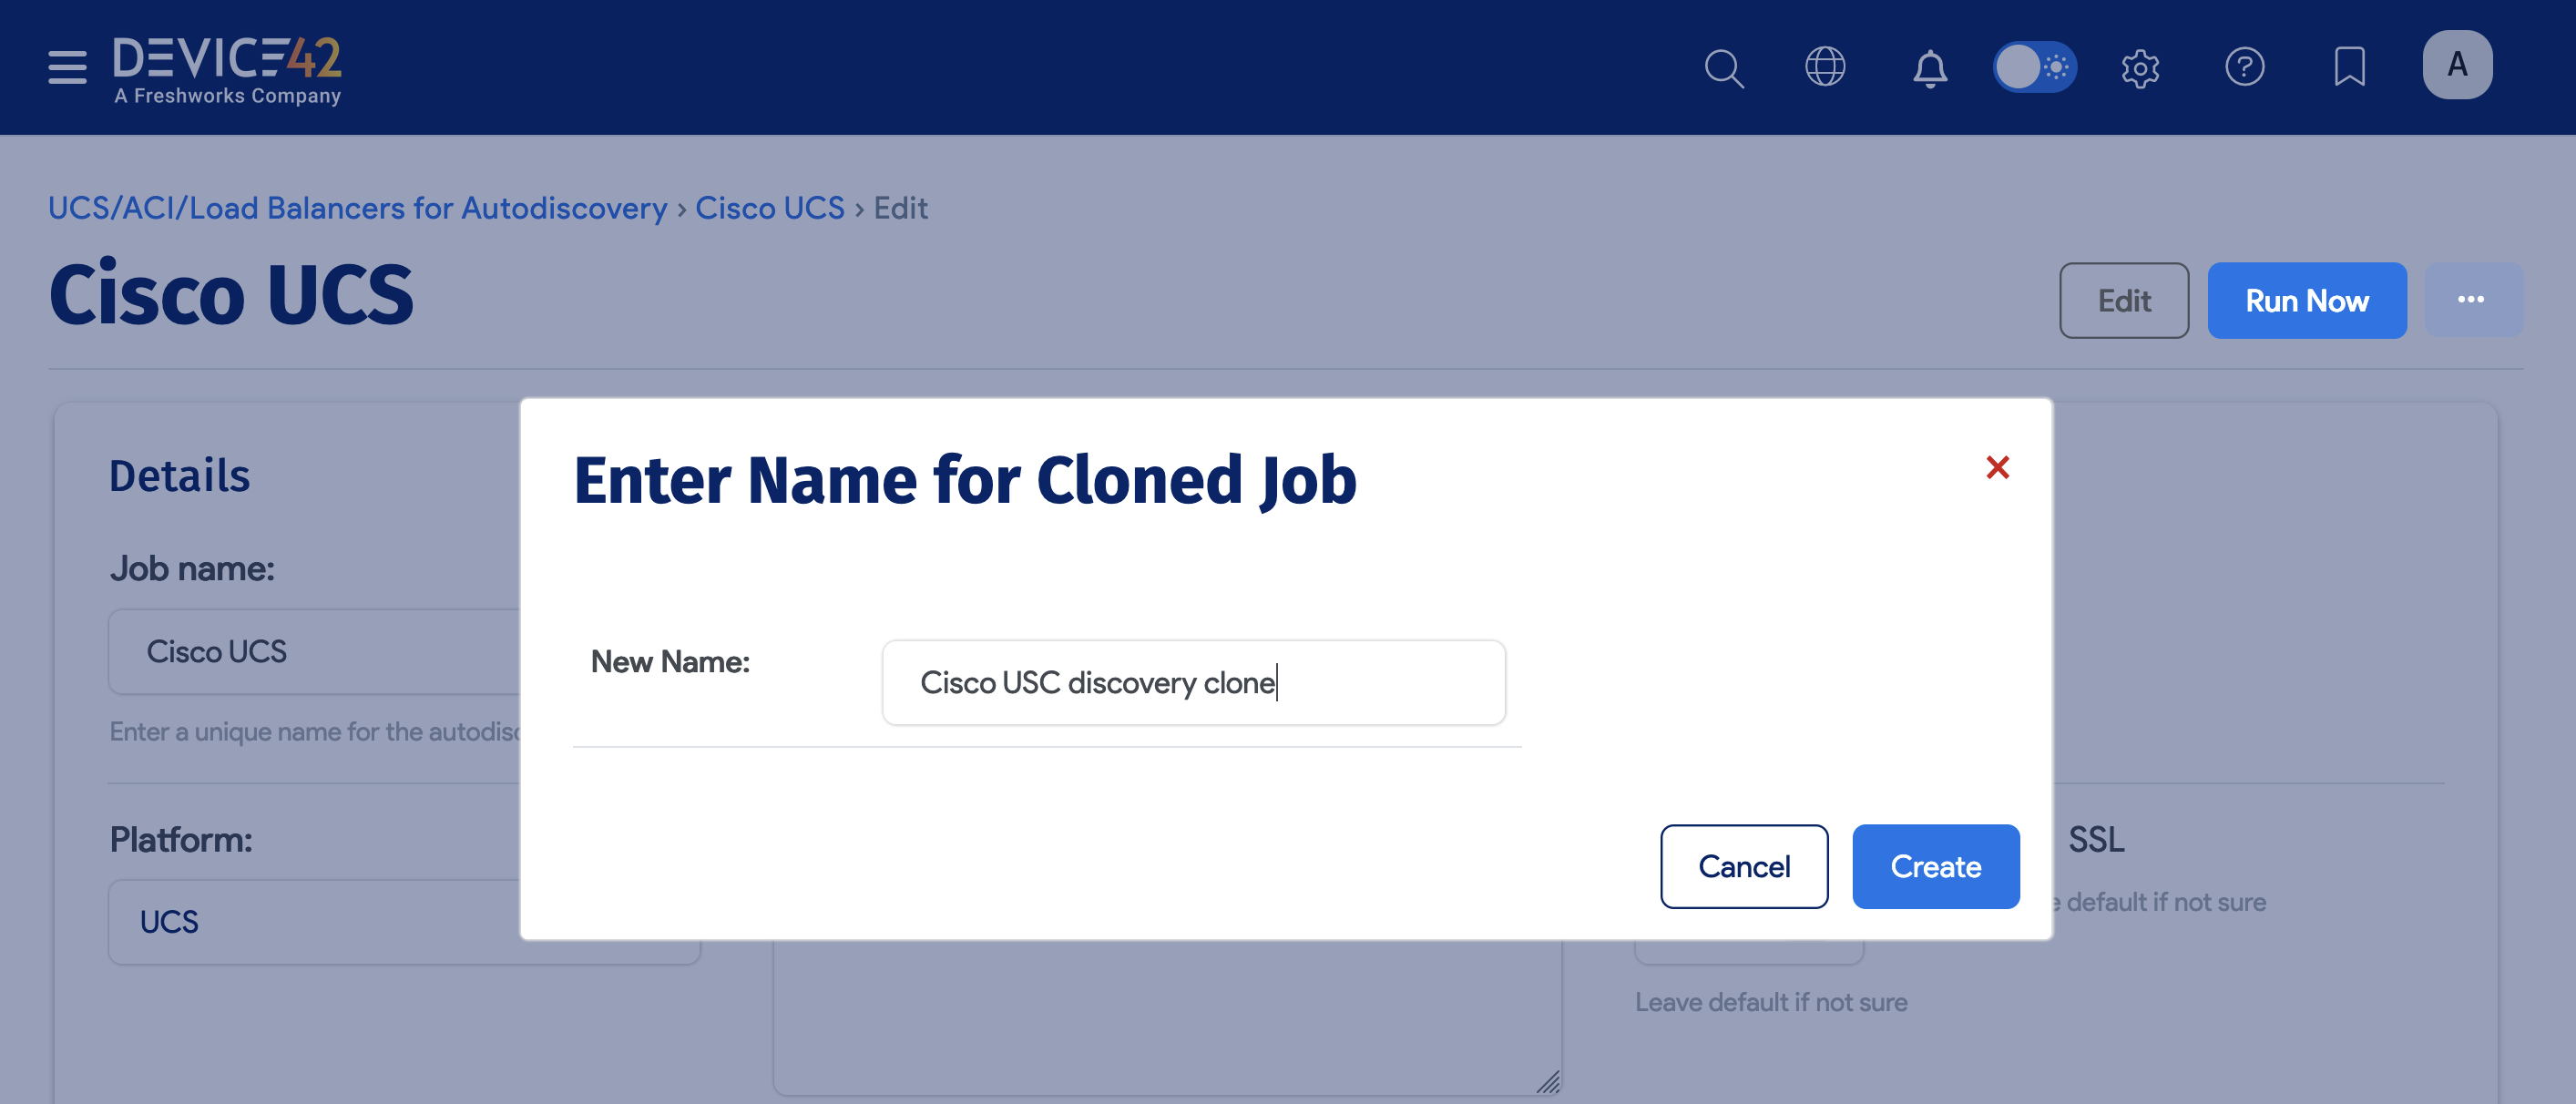 DEVICE42
A Freshworks Company
A
UCS/ACI/Load Balancers for Autodiscovery › Cisco UCS › Edit
Cisco UCS
Edit
Run Now
...
Details
Enter Name for Cloned Job
Job name:
Cisco UCS
New Name:
Cisco USC discovery clone
Enter a unique name for the
Platform:
SSL
UCS
Cancel
Create
default if not sure
Leave default if not sure